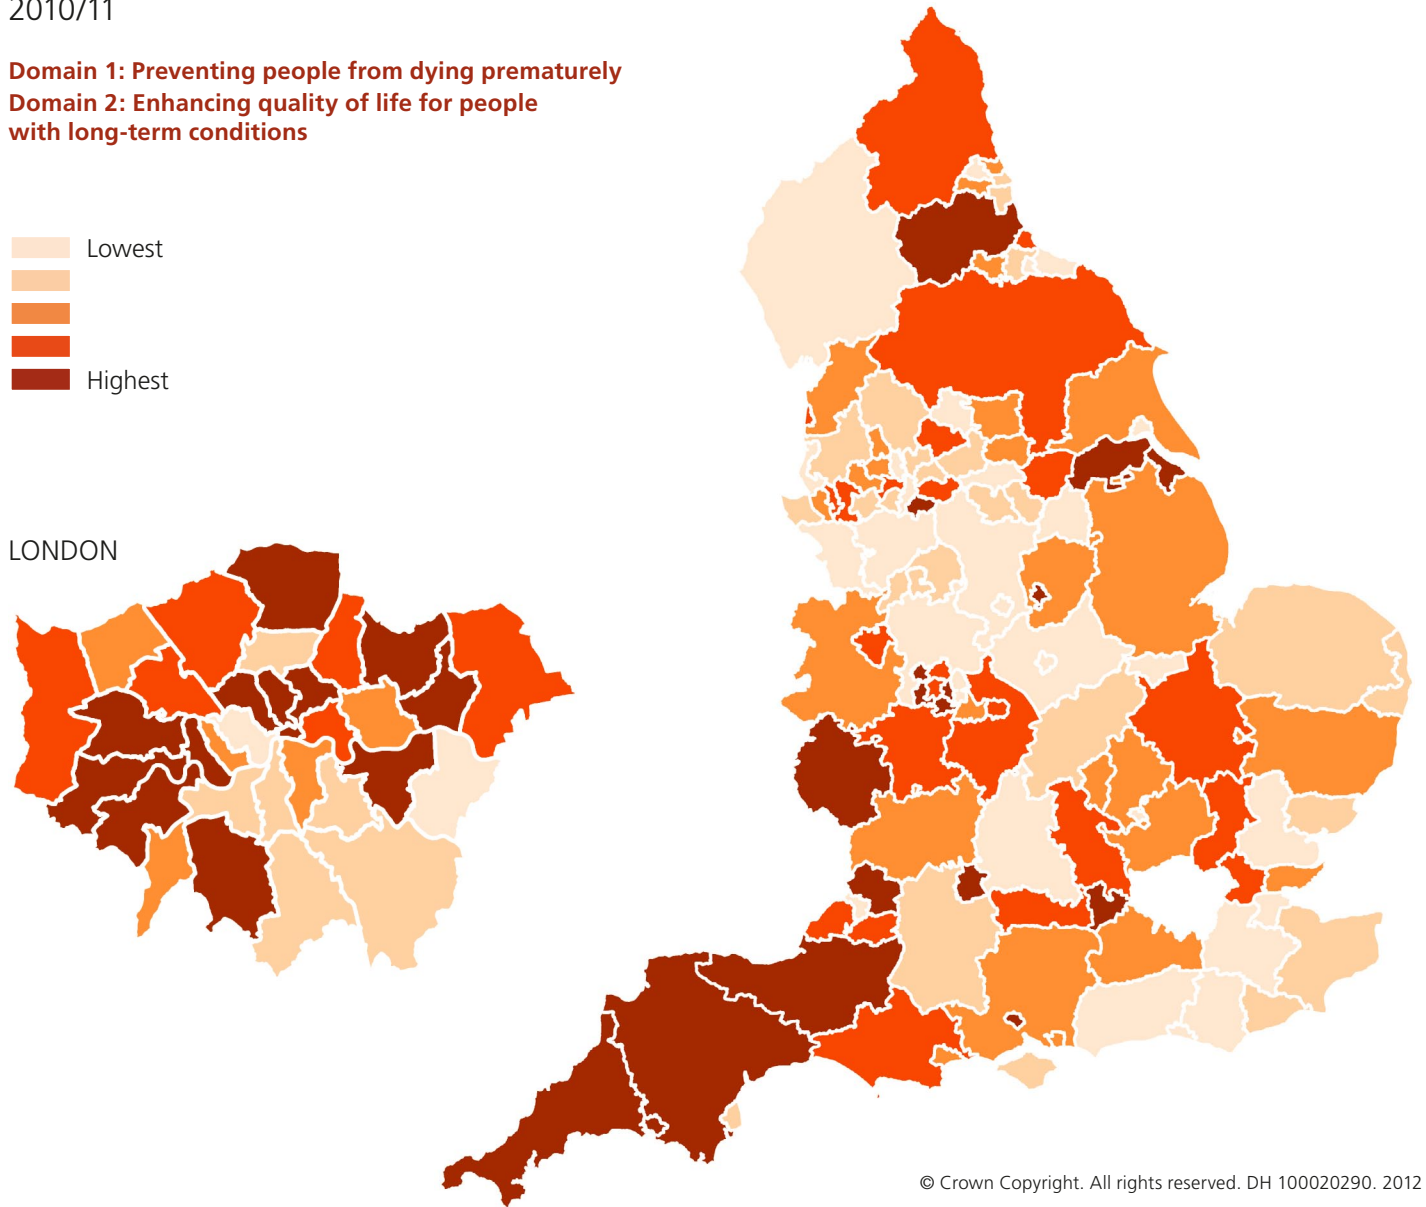 2010/11
Domain 1: Preventing people from dying prematurely
Domain 2: Enhancing quality of life for people
with long-term conditions
Lowest
Highest
LONDON
© Crown Copyright. All rights reserved. DH 100020290. 2012